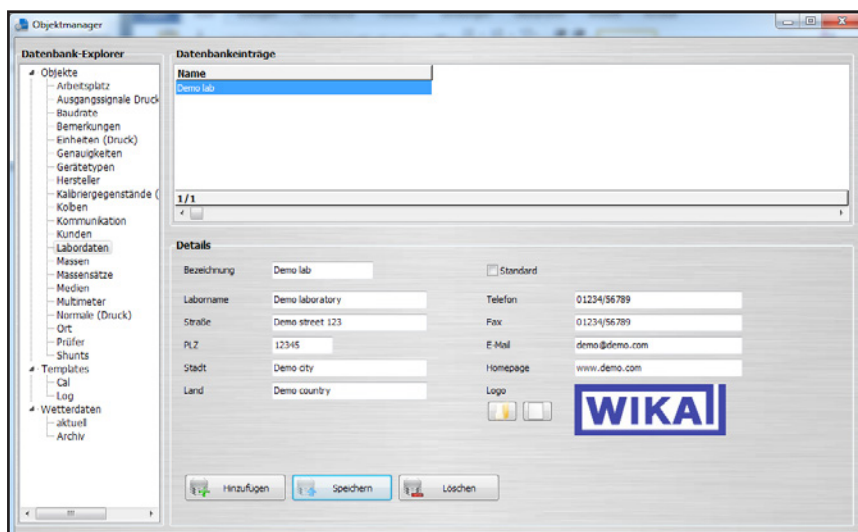 Objektmanager
Datenbank-Explorer
Objekte
Arbeitsplatz
Ausgangssignale Druck
Baudrate
Bemerkungen
Einheiten (Druck)
Genauigkeiten
Gerätetypen
Hersteller
Kalibriergegenstände (
Kolben
Kommunikation
Kunden
Labordaten
Massen
Massensätze
Medien
Multimeter
Normale (Druck)
Ort
Prüfer
Shunts
Templates
Cal
Log
Wetterdaten
aktuell
Archiv
Datenbankeinträge
Name
Demo lab
1/1
Details
Bezeichnung Demo lab Standard
Laborname Demo laboratory Telefon 01234/56789
Straße Demo street 123 Fax 01234/56789
PLZ 12345 E-Mail demo@demo.com
Stadt Demo city Homepage www.demo.com
Land Demo country Logo
WIKA
Hinzufügen Speichern Löschen